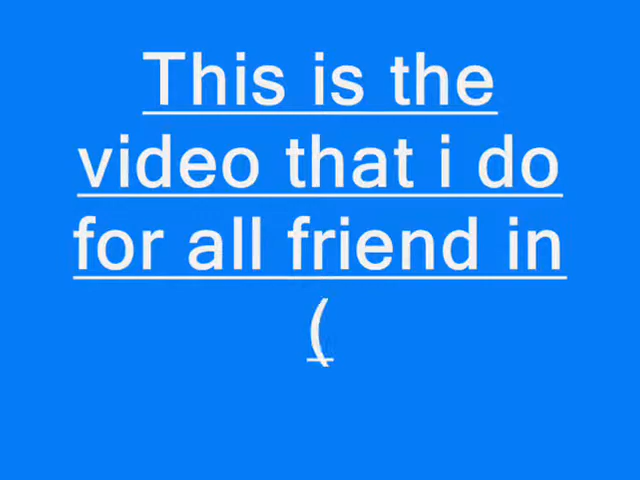 This is the
video that i do
for all friend in
(